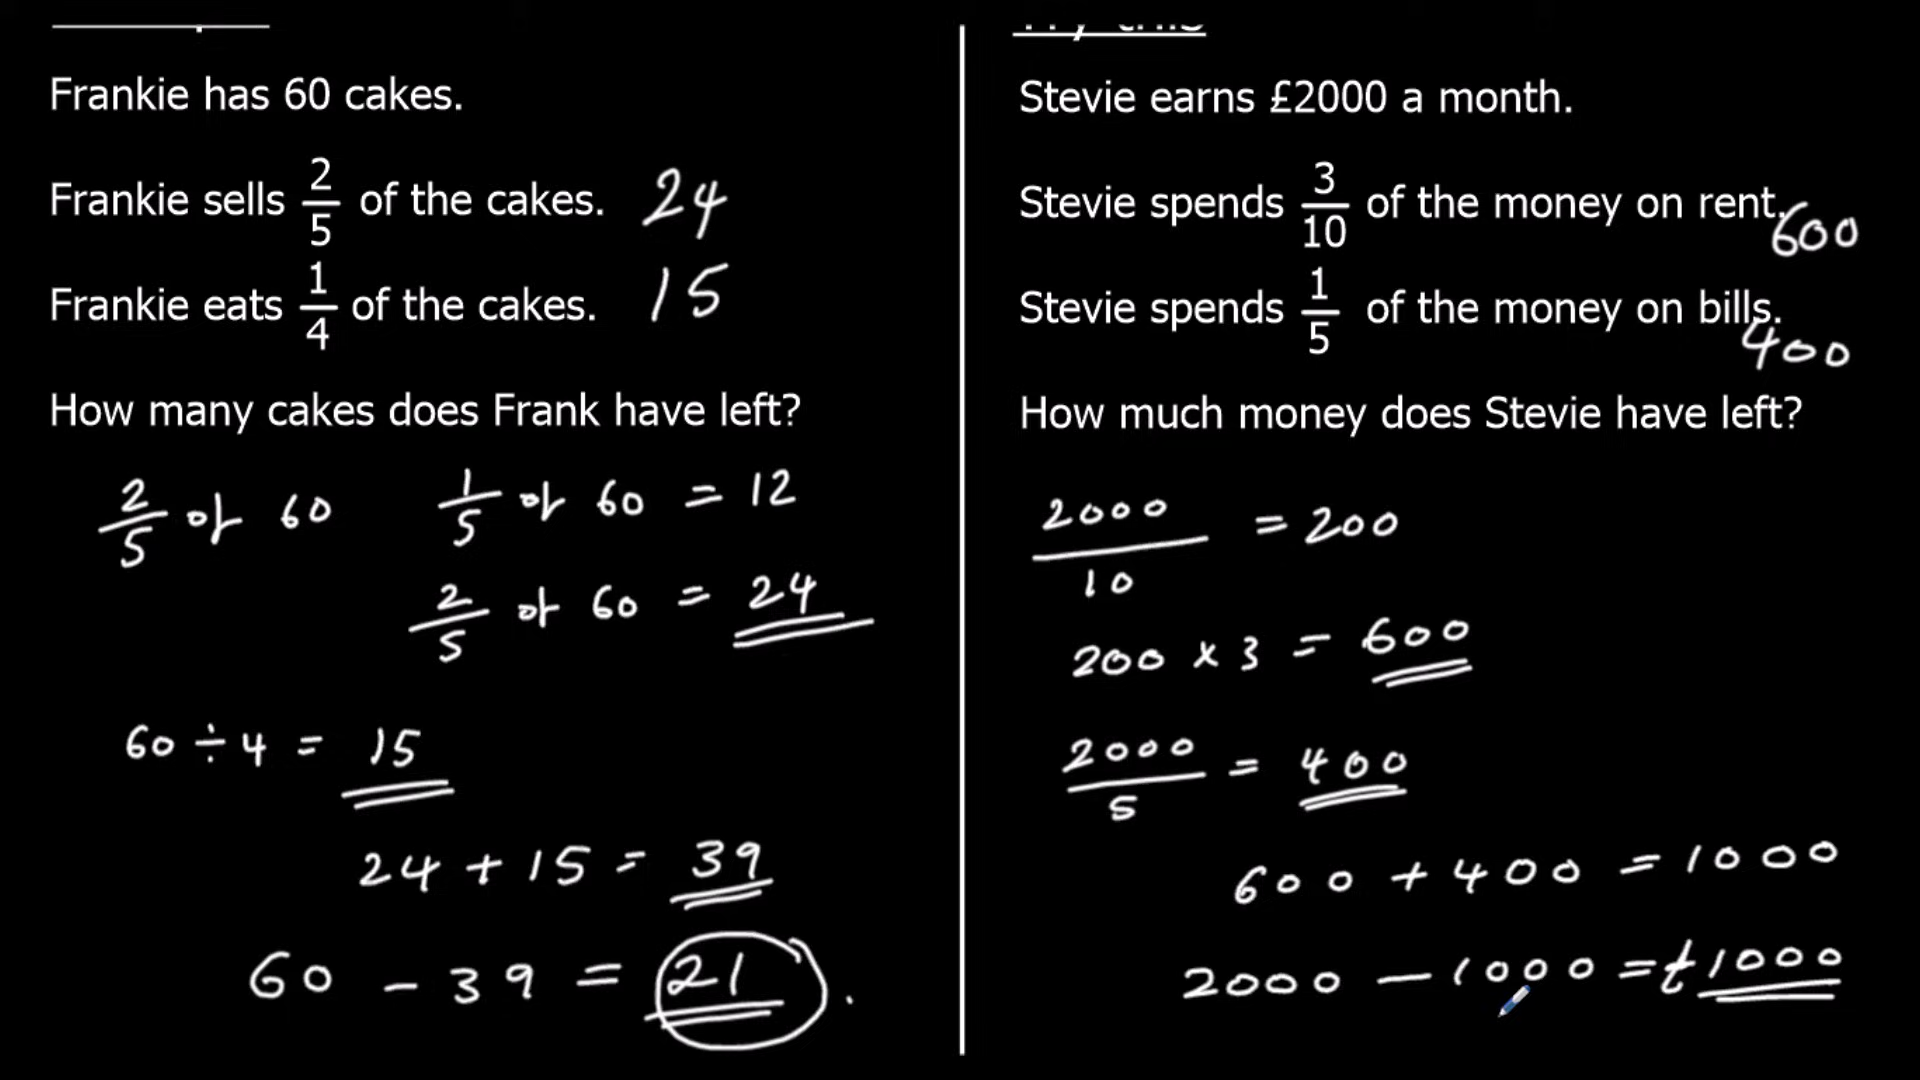 Frankie has 60 cakes.
Frankie sells 2/5 of the cakes. 24
Frankie eats 1/4 of the cakes. 15
How many cakes does Frank have left?
2/5 of 60
1/5 of 60 = 12
2/5 of 60 = 24
60 ÷ 4 = 15
24 + 15 = 39
60 - 39 = 21.
Try this
Stevie earns £2000 a month.
Stevie spends 3/10 of the money on rent. 600
Stevie spends 1/5 of the money on bills. 400
How much money does Stevie have left?
2000/10 = 200
200 × 3 = 600
2000/5 = 400
600 + 400 = 1000
2000 - 1000 = £1000